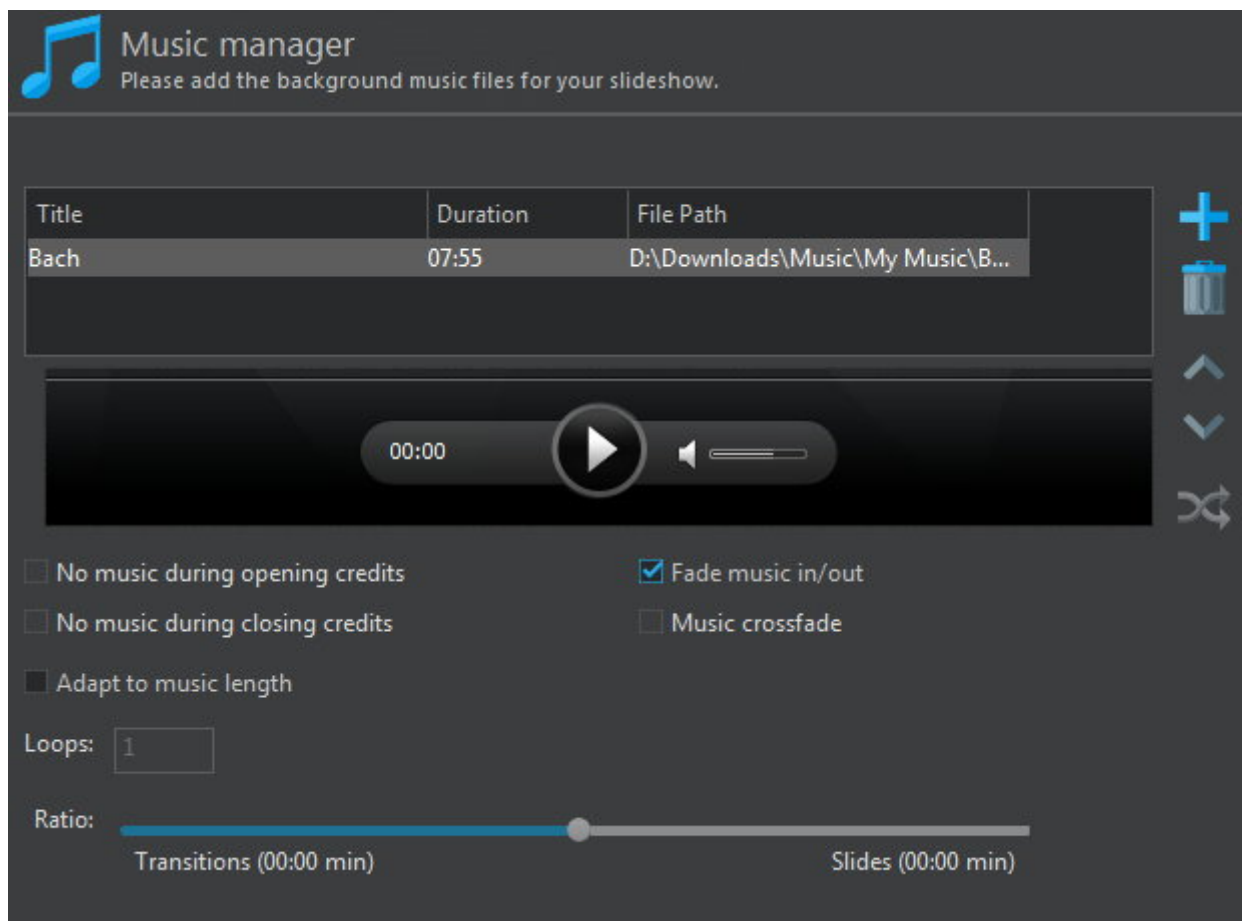 Music manager
Please add the background music files for your slideshow.
Title Duration File Path
Bach 07:55 D:\Downloads\Music\My Music\B...
00:00
No music during opening credits Fade music in/out
No music during closing credits Music crossfade
Adapt to music length
Loops: 1
Ratio:
Transitions (00:00 min) Slides (00:00 min)